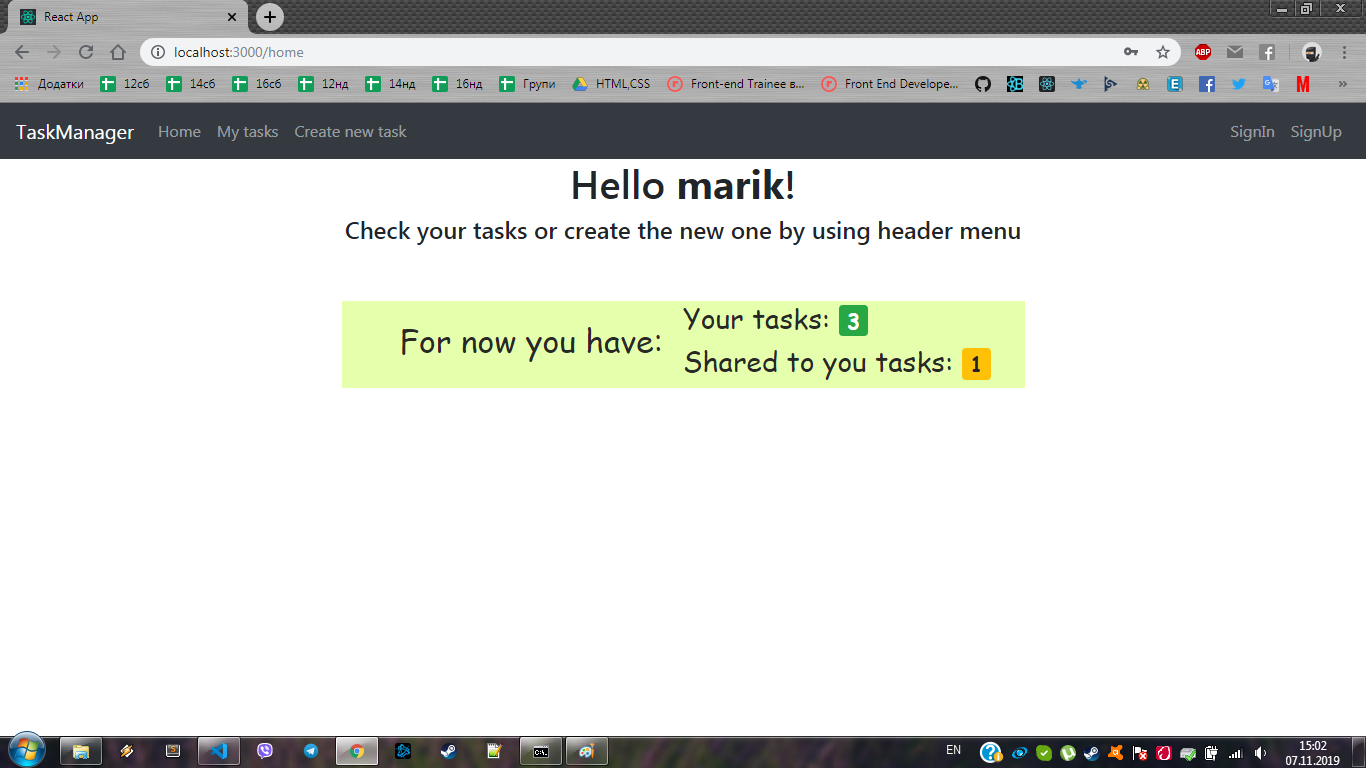 React App
localhost:3000/home
ABP
Додатки 12сб 14сб 16сб 12нд 14нд 16нд Групи HTML,CSS Front-end Trainee в... Front End Develope... »
TaskManager Home My tasks Create new task SignIn SignUp
Hello marik!
Check your tasks or create the new one by using header menu
For now you have:
Your tasks: 3
Shared to you tasks: 1
EN
15:02
07.11.2019